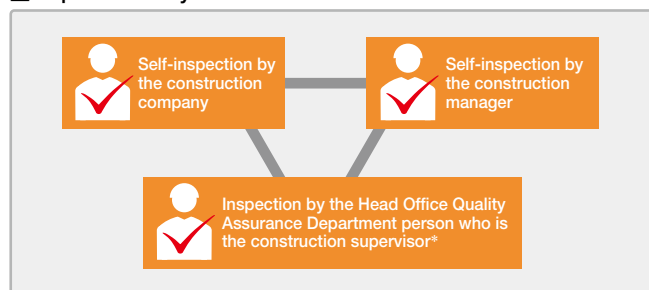 Self-inspection by
the construction
company
Self-inspection by
the construction
manager
Inspection by the Head Office Quality
Assurance Department person who is
the construction supervisor*